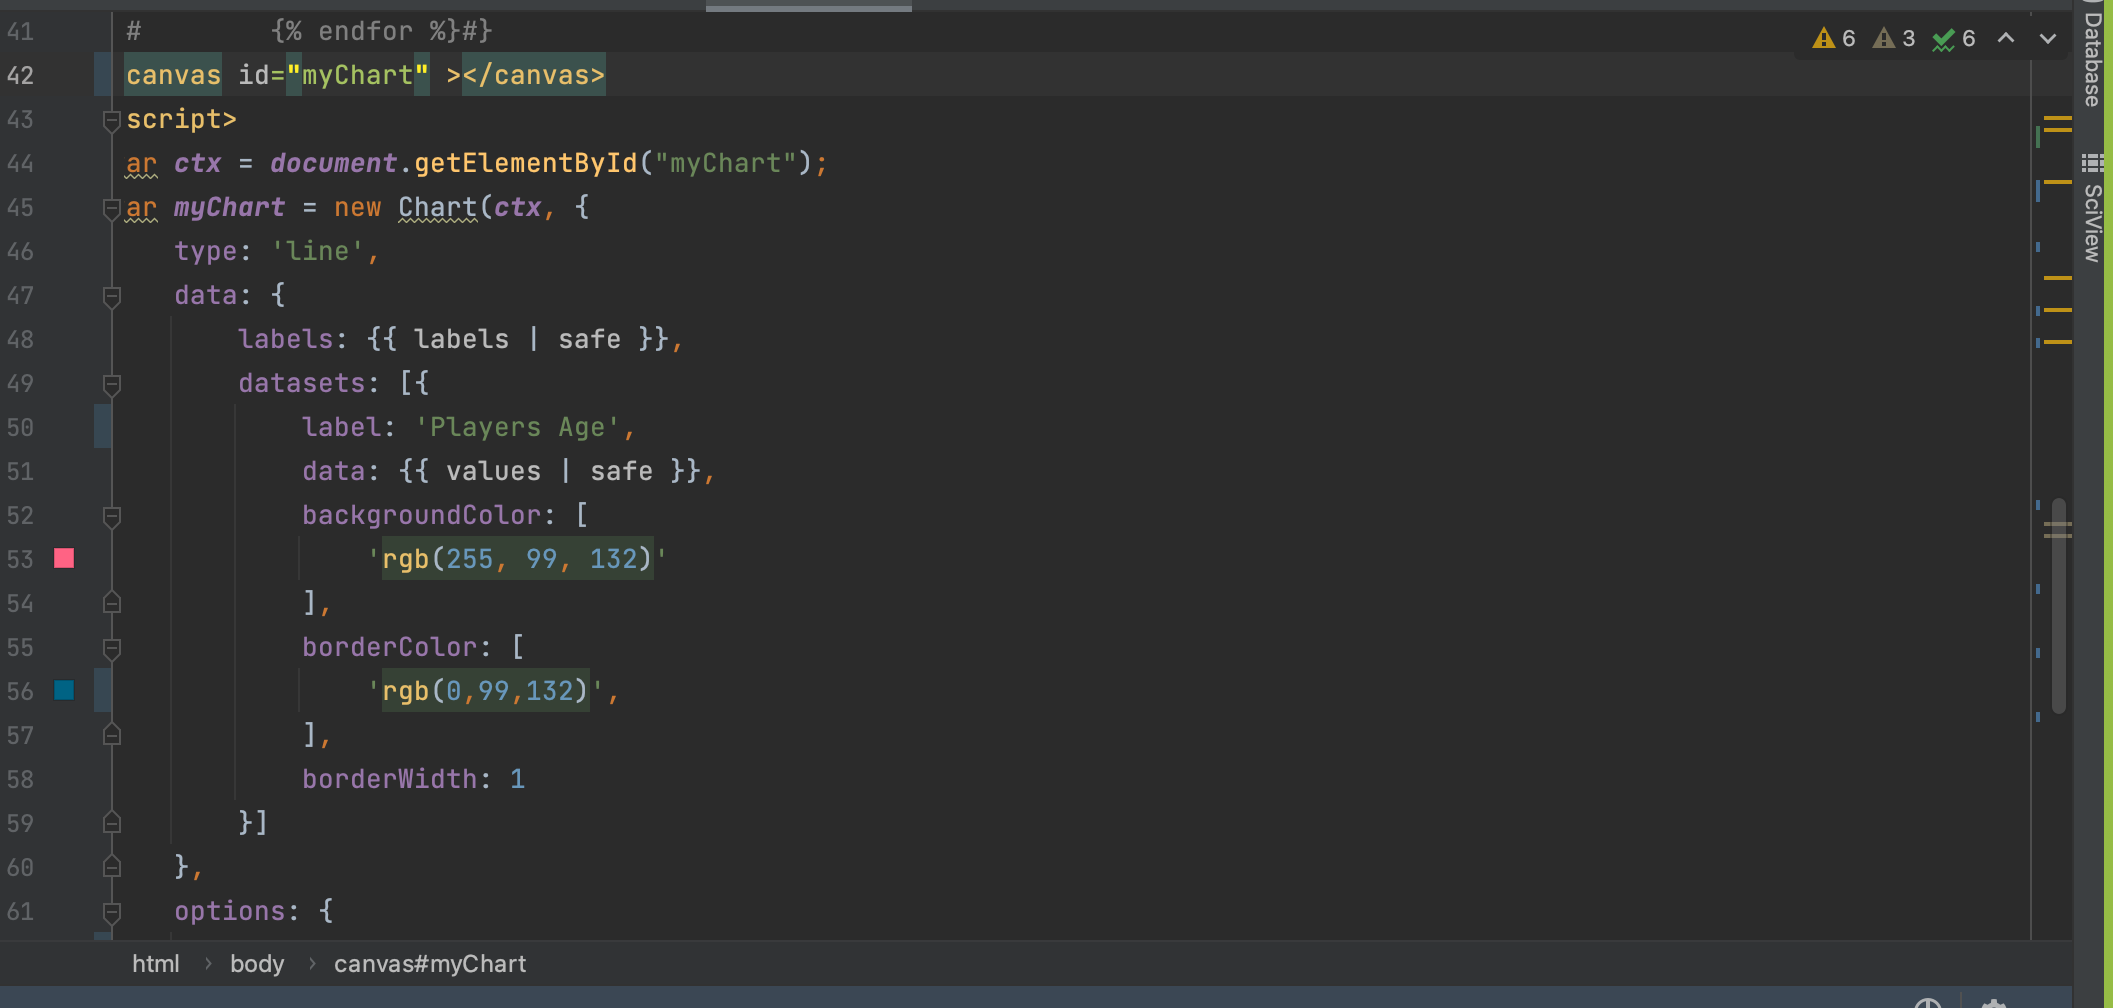 41 #        {% endfor %}#}
42 canvas id="myChart" ></canvas>
43 script>
44 ar ctx = document.getElementById("myChart");
45 ar myChart = new Chart(ctx, {
46    type: 'line',
47    data: {
48        labels: {{ labels | safe }},
49        datasets: [{
50            label: 'Players Age',
51            data: {{ values | safe }},
52            backgroundColor: [
53                'rgb(255, 99, 132)'
54            ],
55            borderColor: [
56                'rgb(0,99,132)',
57            ],
58            borderWidth: 1
59        }]
60    },
61    options: {
6 3 6
Database
SciView
html > body > canvas#myChart